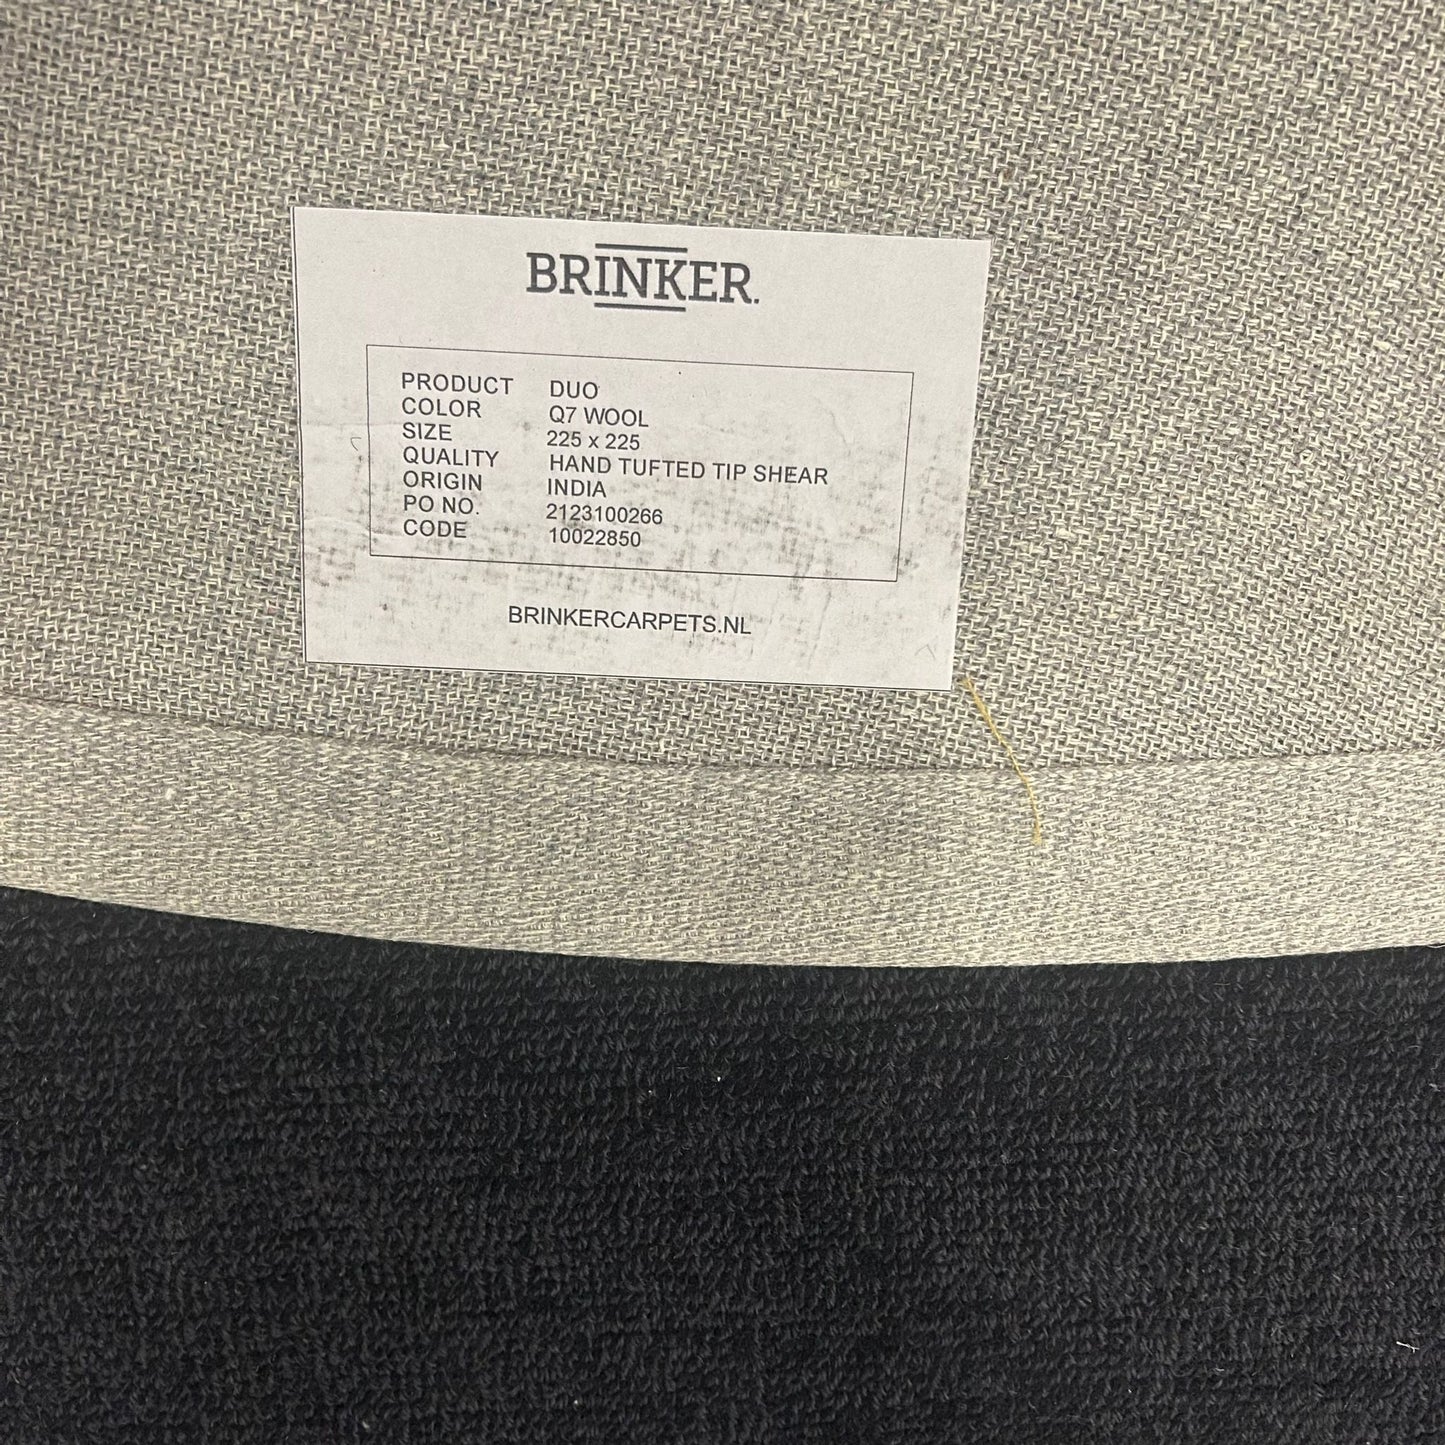 BRINKER.
PRODUCT DUO
COLOR Q7 WOOL
SIZE 225 x 225
QUALITY HAND TUFTED TIP SHEAR
ORIGIN INDIA
PO NO. 2123100266
CODE 10022850
BRINKERCARPETS.NL